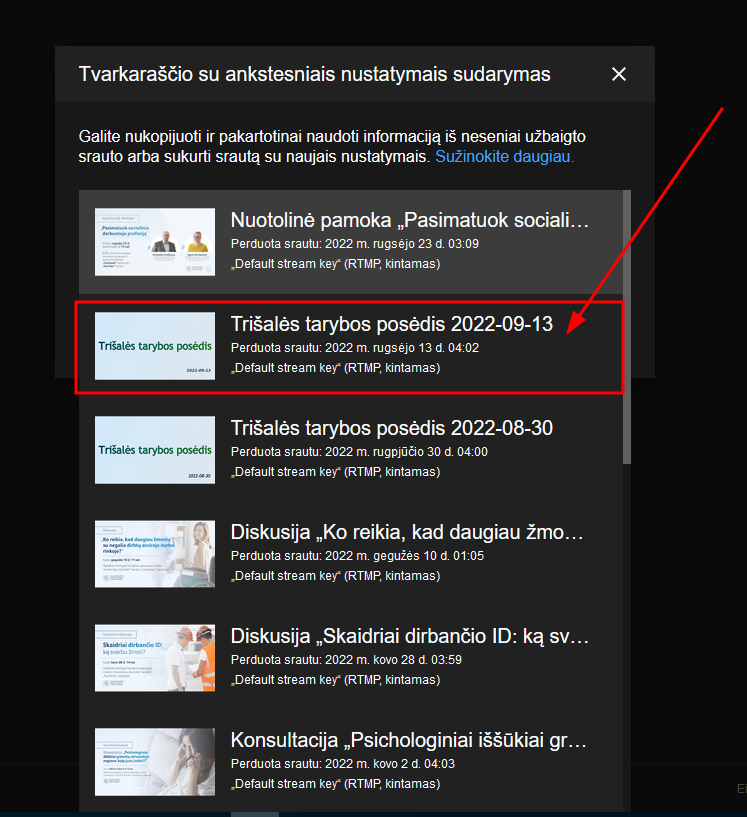 Tvarkaraščio su ankstesniais nustatymais sudarymas
Galite nukopijuoti ir pakartotinai naudoti informaciją iš neseniai užbaigto
srauto arba sukurti srautą su naujais nustatymais. Sužinokite daugiau.
Nuotolinė pamoka „Pasimatuok sociali…
Perduota srautu: 2022 m. rugsėjo 23 d. 03:09
„Default stream key“ (RTMP, kintamas)
Trišalės tarybos posėdis
2022-09-13
Trišalės tarybos posėdis 2022-09-13
Perduota srautu: 2022 m. rugsėjo 13 d. 04:02
„Default stream key“ (RTMP, kintamas)
Trišalės tarybos posėdis
2022-08-30
Trišalės tarybos posėdis 2022-08-30
Perduota srautu: 2022 m. rugpjūčio 30 d. 04:00
„Default stream key“ (RTMP, kintamas)
Diskusija „Ko reikia, kad daugiau žmo…
Perduota srautu: 2022 m. gegužės 10 d. 01:05
„Default stream key“ (RTMP, kintamas)
Skaidriai dirbančio ID:
ką svarbu žinoti?
Diskusija „Skaidriai dirbančio ID: ką sv…
Perduota srautu: 2022 m. kovo 28 d. 03:59
„Default stream key“ (RTMP, kintamas)
Konsultacija „Psichologiniai iššūkiai gr…
Perduota srautu: 2022 m. kovo 2 d. 04:03
„Default stream key“ (RTMP, kintamas)